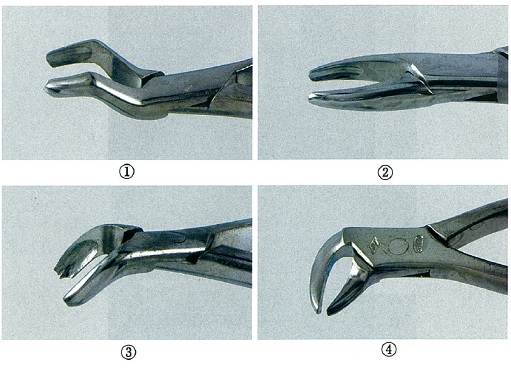 ①
②
③
④